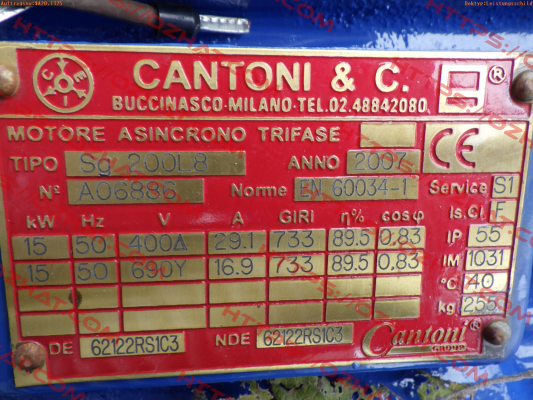 CANTONI & C.
BUCCINASCO-MILANO-TEL.02.48842080
MOTORE ASINCRONO TRIFASE
TIPO Sg 200L8 ANNO 2007
Nº A06886 Norme EN 60034-1 Service S1
Is.Cl F
kW Hz V A GIRI η% cosφ
15 50 400Δ 29.1 733 89.5 0,83 IP 55
15 50 690Y 16.9 733 89.5 0,83 IM 1031
°C 40
kg 255
DE 62122RS1C3 NDE 62122RS1C3 Cantoni®
GROUP